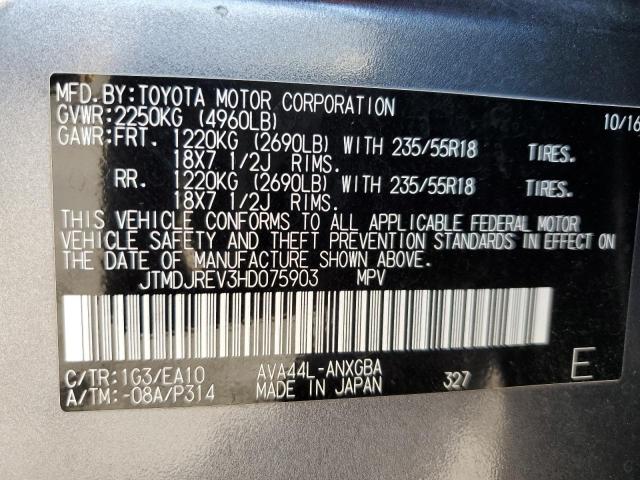 MFD.BY:TOYOTA MOTOR CORPORATION 10/16
GVWR:2250KG (4960LB)
GAWR:FRT. 1220KG (2690LB) WITH 235/55R18 TIRES.
18X7 1/2J RIMS.
RR. 1220KG (2690LB) WITH 235/55R18 TIRES.
18X7 1/2J RIMS.
THIS VEHICLE CONFORMS TO ALL APPLICABLE FEDERAL MOTOR
VEHICLE SAFETY AND THEFT PREVENTION STANDARDS IN EFFECT ON
THE DATE OF MANUFACTURE SHOWN ABOVE.
JTMDJREV3HD075903 MPV
C/TR:1G3/EA10 AVA44L-ANXGBA 327 E
A/TM:-08A/P314 MADE IN JAPAN